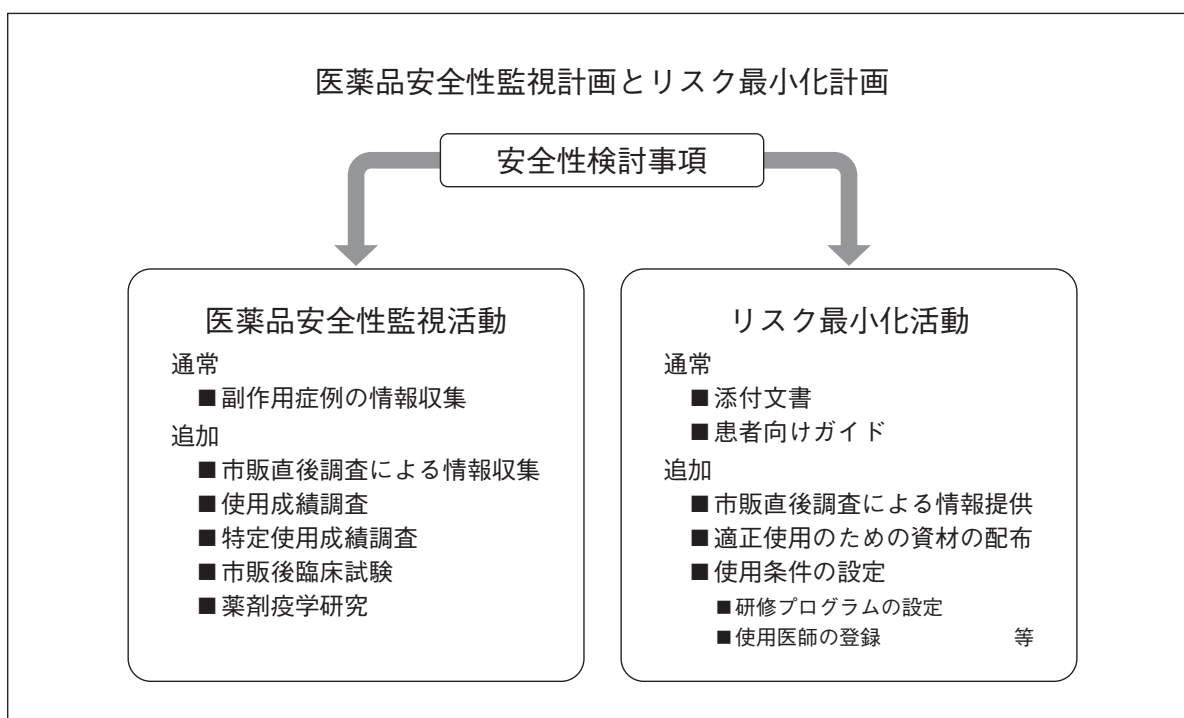 医薬品安全性監視計画とリスク最小化計画
安全性検討事項
医薬品安全性監視活動
通常
■副作用症例の情報収集
追加
■市販直後調査による情報収集
■使用成績調査
■特定使用成績調査
■市販後臨床試験
■薬剤疫学研究
リスク最小化活動
通常
■添付文書
■患者向けガイド
追加
■市販直後調査による情報提供
■適正使用のための資材の配布
■使用条件の設定
■研修プログラムの設定
■使用医師の登録 等